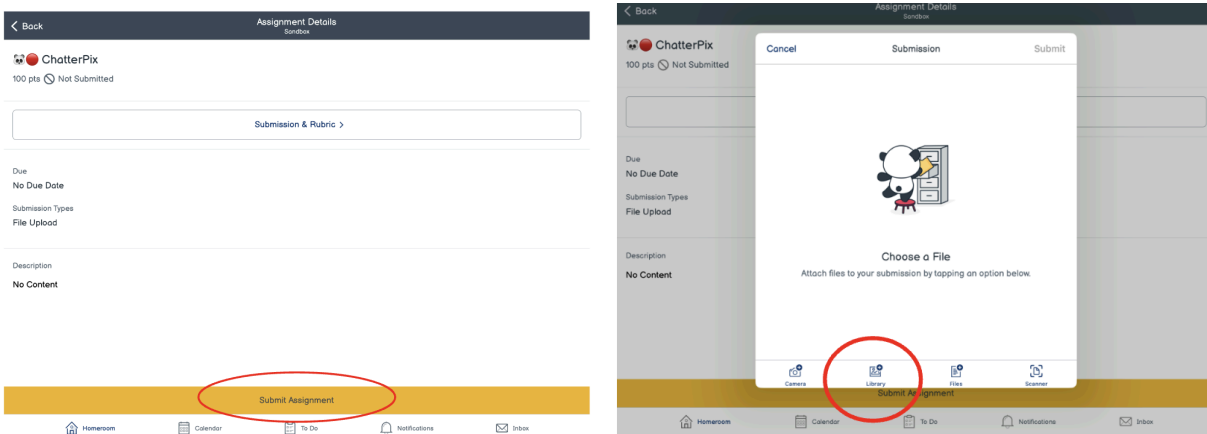 Back
Assignment Details
Sandbox
ChatterPix
100 pts Not Submitted
Submission & Rubric >
Due
No Due Date
Submission Types
File Upload
Description
No Content
Submit Assignment
Homeroom Calendar To Do Notifications Inbox
Back
Assignment Details
Sandbox
ChatterPix
100 pts Not Submitted
Cancel Submission Submit
Due
No Due Date
Submission Types
File Upload
Description
No Content
Choose a File
Attach files to your submission by tapping an option below.
Camera Library Files Scanner
Submit Assignment
Homeroom Calendar To Do Notifications Inbox